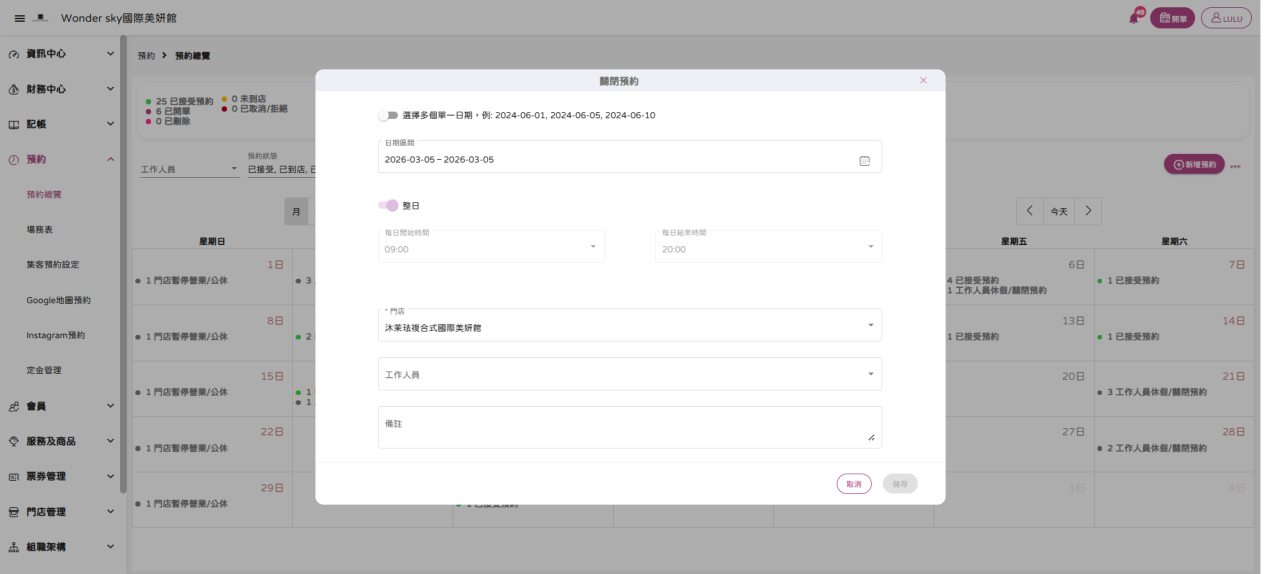 Wonder sky國際美妍館
49
開單
LULU
資訊中心
財務中心
記帳
預約
預約總覽
場務表
集客預約設定
Google地圖預約
Instagram預約
定金管理
會員
服務及商品
票券管理
門店管理
組職架構
預約 > 預約總覽
25 已接受預約
0 未到店
6 已開單
0 已取消/拒絕
0 已刪除
工作人員
預約狀態
已接受, 已到店, 已
新增預約
月
今天
星期日
星期五
星期六
1日
6日
7日
1 門店暫停營業/公休
3
4 已接受預約
1 工作人員休假/關閉預約
1 已接受預約
8日
13日
14日
1 門店暫停營業/公休
2
1 已接受預約
1 已接受預約
15日
20日
21日
1 門店暫停營業/公休
1
1
3 工作人員休假/關閉預約
22日
27日
28日
1 門店暫停營業/公休
2 工作人員休假/關閉預約
29日
3日
4日
1 門店暫停營業/公休
1 已接受預約
關閉預約
選擇多個單一日期，例: 2024-06-01, 2024-06-05, 2024-06-10
日期區間
2026-03-05 – 2026-03-05
整日
每日開始時間
09:00
每日結束時間
20:00
* 門店
沐茉琺複合式國際美妍館
工作人員
備註
取消
儲存